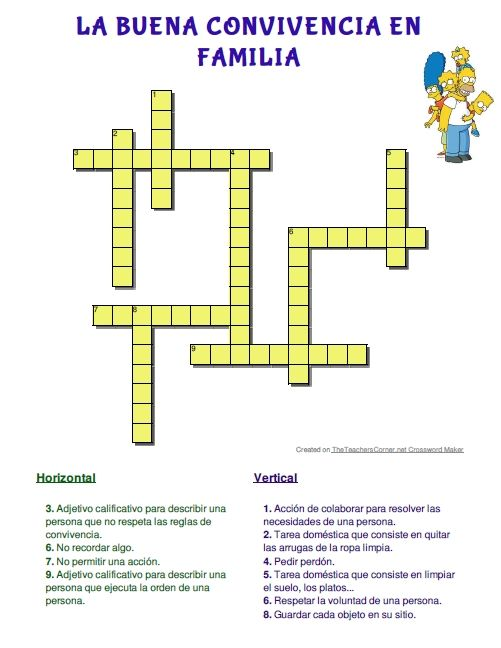 LA BUENA CONVIVENCIA EN
FAMILIA
1
2
3
4
5
6
7
8
9
Created on TheTeachersCorner.net Crossword Maker
Horizontal
3. Adjetivo calificativo para describir una
persona que no respeta las reglas de
convivencia.
6. No recordar algo.
7. No permitir una acción.
9. Adjetivo calificativo para describir una
persona que ejecuta la orden de una
persona.
Vertical
1. Acción de colaborar para resolver las
necesidades de una persona.
2. Tarea doméstica que consiste en quitar
las arrugas de la ropa limpia.
4. Pedir perdón.
5. Tarea doméstica que consiste en limpiar
el suelo, los platos...
6. Respetar la voluntad de una persona.
8. Guardar cada objeto en su sitio.